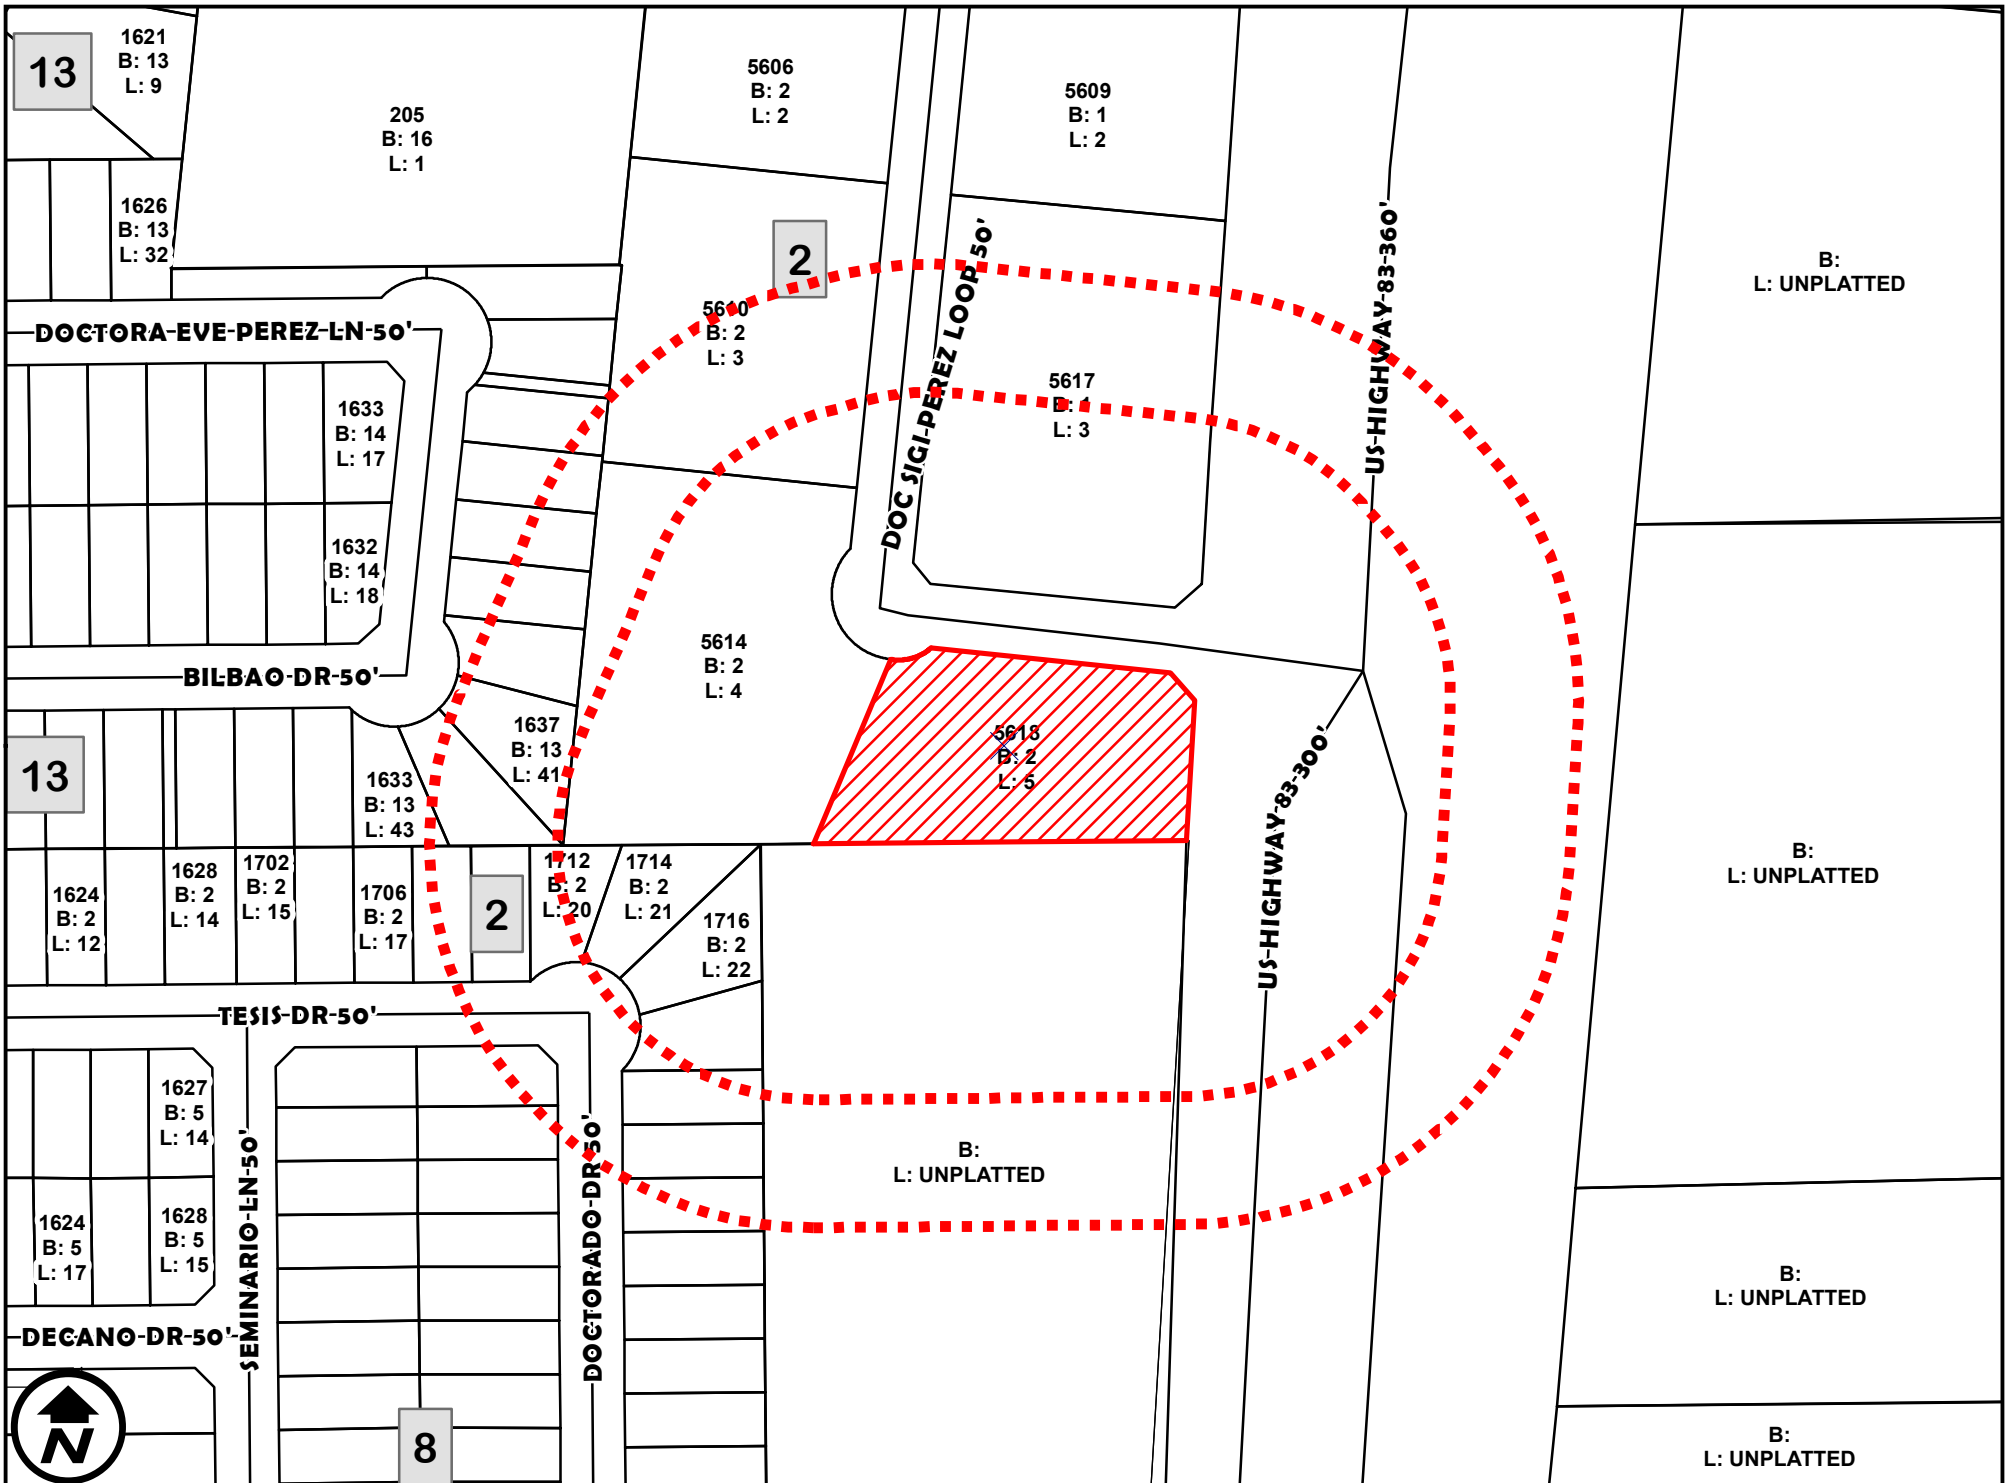 13
1621
B: 13
L: 9
205
B: 16
L: 1
5606
B: 2
L: 2
5609
B: 1
L: 2
1626
B: 13
L: 32
2
B:
L: UNPLATTED
DOCTORA-EVE-PEREZ-LN-50'
5610
B: 2
L: 3
DOC SIGI-PEREZ LOOP 50'
5617
B: 1
L: 3
US-HIGHWAY-83-360'
1633
B: 14
L: 17
1632
B: 14
L: 18
BILBAO-DR-50'
5614
B: 2
L: 4
13
1633
B: 13
L: 43
1637
B: 13
L: 41
5618
B: 2
L: 5
US-HIGHWAY-83-300'
B:
L: UNPLATTED
1624
B: 2
L: 12
1628
B: 2
L: 14
1702
B: 2
L: 15
1706
B: 2
L: 17
2
1712
B: 2
L: 20
1714
B: 2
L: 21
1716
B: 2
L: 22
TESIS-DR-50'
1627
B: 5
L: 14
1624
B: 5
L: 17
1628
B: 5
L: 15
SEMINARIO-LN-50'
DOCTORADO-DR-50'
B:
L: UNPLATTED
B:
L: UNPLATTED
DECANO-DR-50'
N
8
B:
L: UNPLATTED